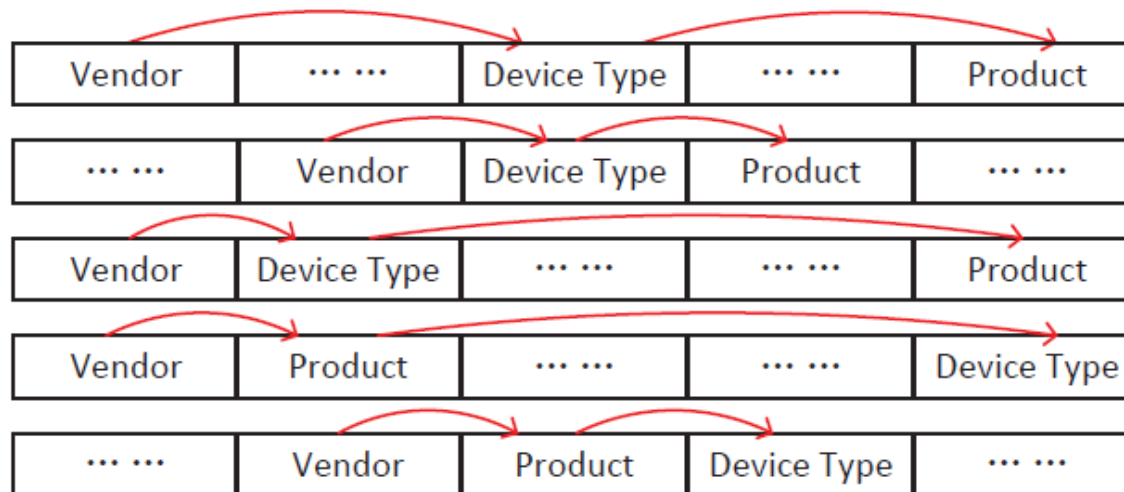 Vendor … … Device Type … … Product
… … Vendor Device Type Product … …
Vendor Device Type … … … … Product
Vendor Product … … … … Device Type
… … Vendor Product Device Type … …